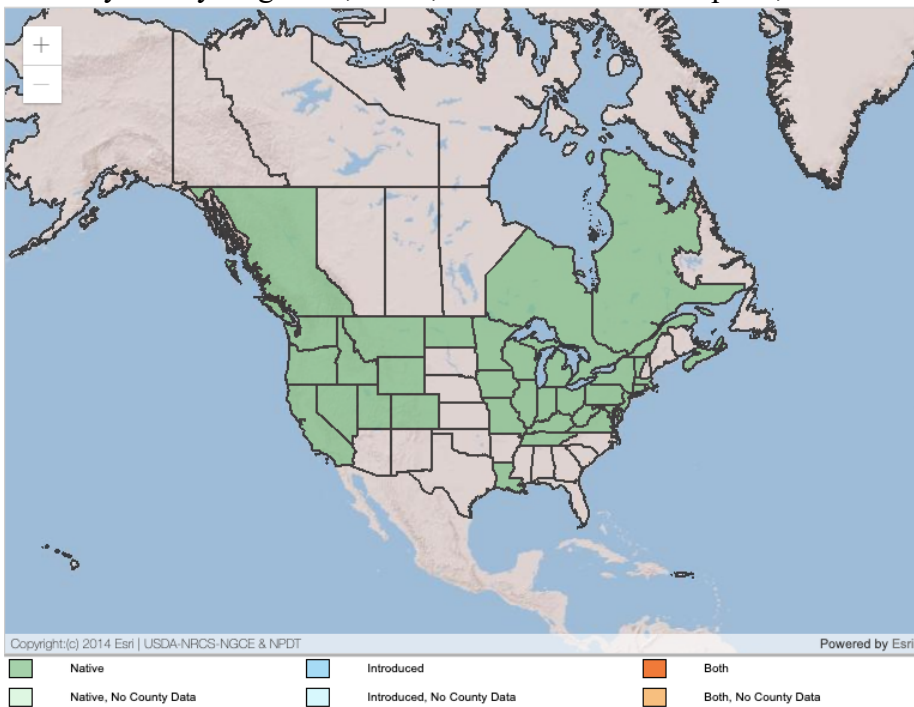 +
−
Copyright:(c) 2014 Esri | USDA-NRCS-NGCE & NPDT
Powered by Esri
Native
Introduced
Both
Native, No County Data
Introduced, No County Data
Both, No County Data